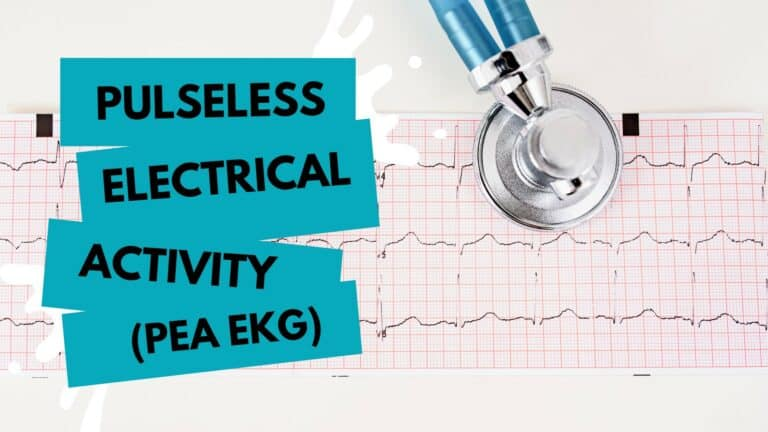 PULSELESS
ELECTRICAL
ACTIVITY
(PEA EKG)